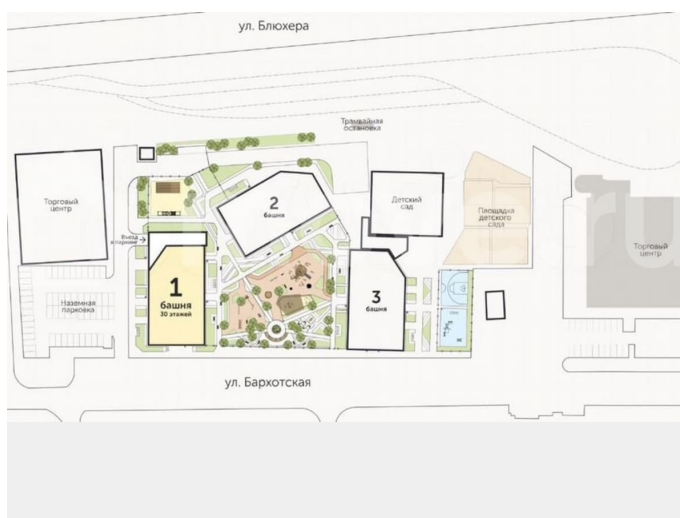 ул. Блюхера
Трамвайная
остановка
Торговый
центр
2
башня
Детский
сад
Площадка
детского
сада
Торговый
центр
Въезд
в паркинг
1
башня
30 этажей
3
башня
Наземная
парковка
ул. Бархотская